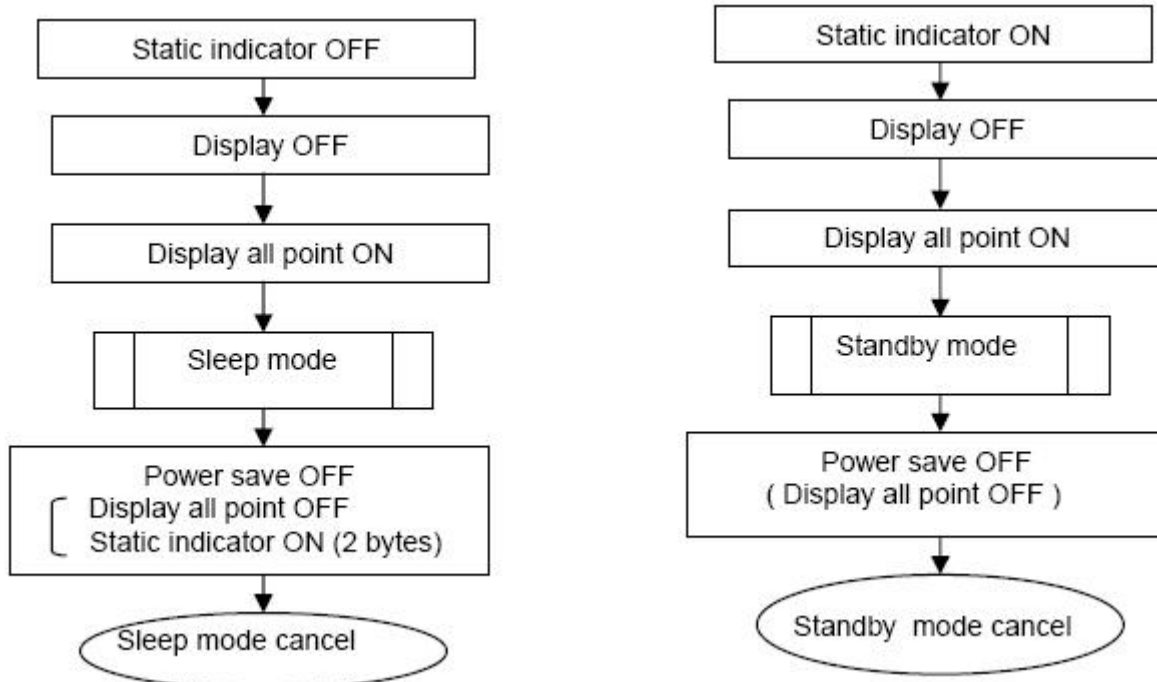 Static indicator OFF
Display OFF
Display all point ON
Sleep mode
Power save OFF
Display all point OFF
Static indicator ON (2 bytes)
Sleep mode cancel
Static indicator ON
Display OFF
Display all point ON
Standby mode
Power save OFF
( Display all point OFF )
Standby mode cancel